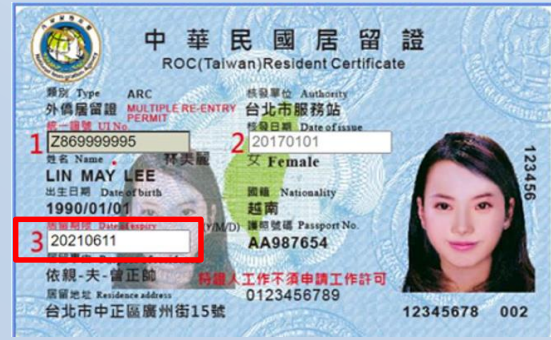 中華民國居留證
ROC(Taiwan)Resident Certificate
類別 Type ARC
外僑居留證 MULTIPLE RE-ENTRY PERMIT
核發單位 Authority
台北市服務站
統一證號 UI No.
1 Z869999995
核發日期 Date of issue
2 20170101
姓名 Name 林美麗 女 Female
LIN MAY LEE
出生日期 Date of birth
1990/01/01
國籍 Nationality
越南
居留期限 Date of expiry (Y/M/D)
3 20210611
護照號碼 Passport No.
AA987654
依親-夫-曾正帥
持證人工作不須申請工作許可
居留地址 Residence address
0123456789
台北市中正區廣州街15號
123456
12345678 002